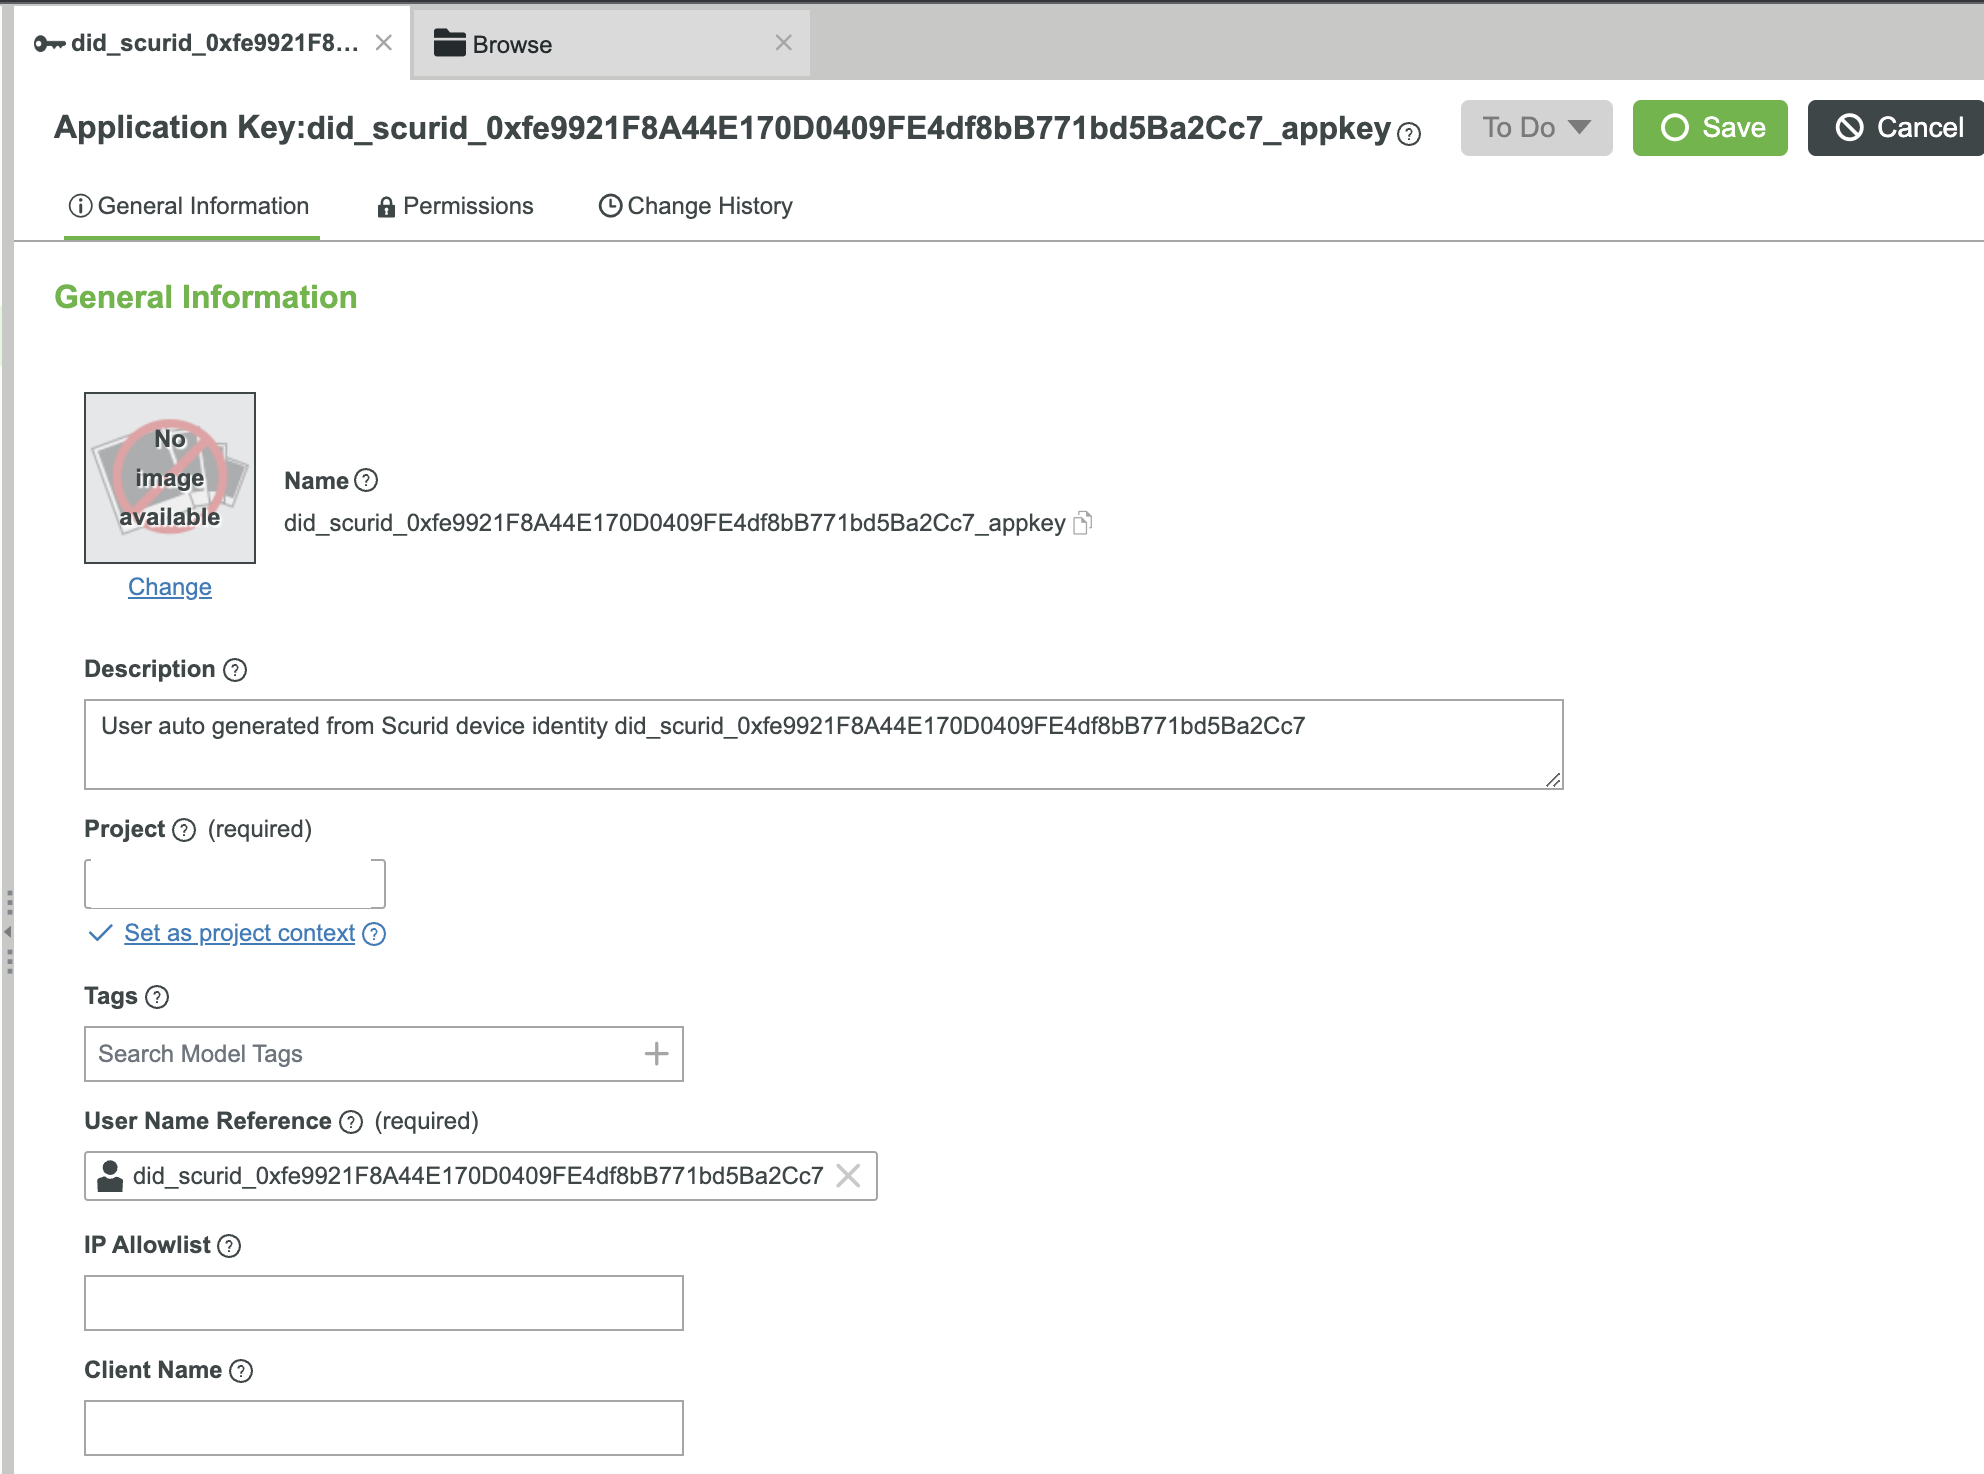 did_scurid_0xfe9921F8...
Browse
Application Key:did_scurid_0xfe9921F8A44E170D0409FE4df8bB771bd5Ba2Cc7_appkey
To Do
Save
Cancel
General Information
Permissions
Change History
General Information
No
image
available
Change
Name
did_scurid_0xfe9921F8A44E170D0409FE4df8bB771bd5Ba2Cc7_appkey
Description
User auto generated from Scurid device identity did_scurid_0xfe9921F8A44E170D0409FE4df8bB771bd5Ba2Cc7
Project (required)
Set as project context
Tags
Search Model Tags
User Name Reference (required)
did_scurid_0xfe9921F8A44E170D0409FE4df8bB771bd5Ba2Cc7
IP Allowlist
Client Name